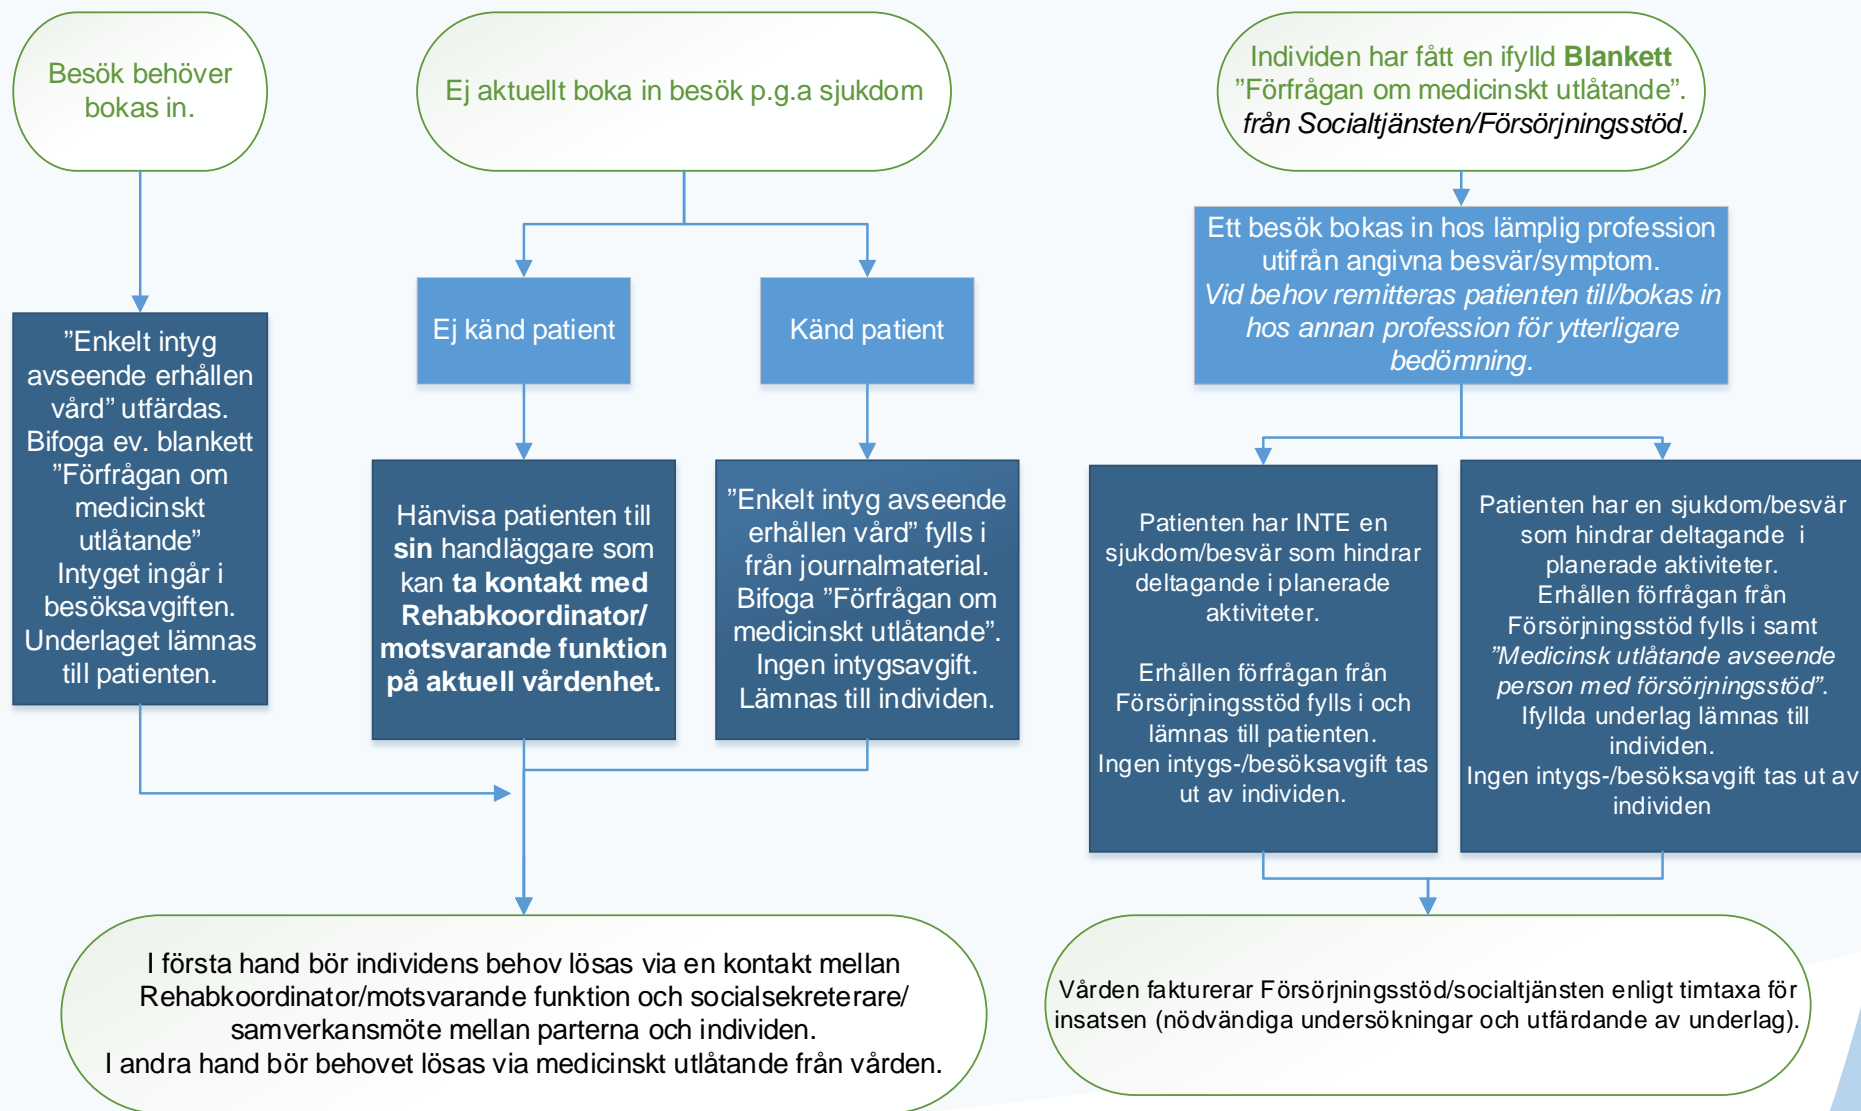 Besök behöver
bokas in.
Ej aktuellt boka in besök p.g.a sjukdom
Individen har fått en ifylld Blankett
”Förfrågan om medicinskt utlåtande”.
från Socialtjänsten/Försörjningsstöd.
Ett besök bokas in hos lämplig profession
utifrån angivna besvär/symptom.
Vid behov remitteras patienten till/bokas in
hos annan profession för ytterligare
bedömning.
Ej känd patient
Känd patient
”Enkelt intyg
avseende erhållen
vård” utfärdas.
Bifoga ev. blankett
”Förfrågan om
medicinskt
utlåtande”
Intyget ingår i
besöksavgiften.
Underlaget lämnas
till patienten.
Hänvisa patienten till
sin handläggare som
kan ta kontakt med
Rehabkoordinator/
motsvarande funktion
på aktuell vårdenhet.
”Enkelt intyg avseende
erhållen vård” fylls i
från journalmaterial.
Bifoga ”Förfrågan om
medicinskt utlåtande”.
Ingen intygsavgift.
Lämnas till individen.
Patienten har INTE en
sjukdom/besvär som hindrar
deltagande i planerade
aktiviteter.
Erhållen förfrågan från
Försörjningsstöd fylls i och
lämnas till patienten.
Ingen intygs-/besöksavgift tas
ut av individen.
Patienten har en sjukdom/besvär
som hindrar deltagande i
planerade aktiviteter.
Erhållen förfrågan från
Försörjningsstöd fylls i samt
”Medicinsk utlåtande avseende
person med försörjningsstöd”.
Ifyllda underlag lämnas till
individen.
Ingen intygs-/besöksavgift tas ut av
individen
I första hand bör individens behov lösas via en kontakt mellan
Rehabkoordinator/motsvarande funktion och socialsekreterare/
samverkansmöte mellan parterna och individen.
I andra hand bör behovet lösas via medicinskt utlåtande från vården.
Vården fakturerar Försörjningsstöd/socialtjänsten enligt timtaxa för
insatsen (nödvändiga undersökningar och utfärdande av underlag).